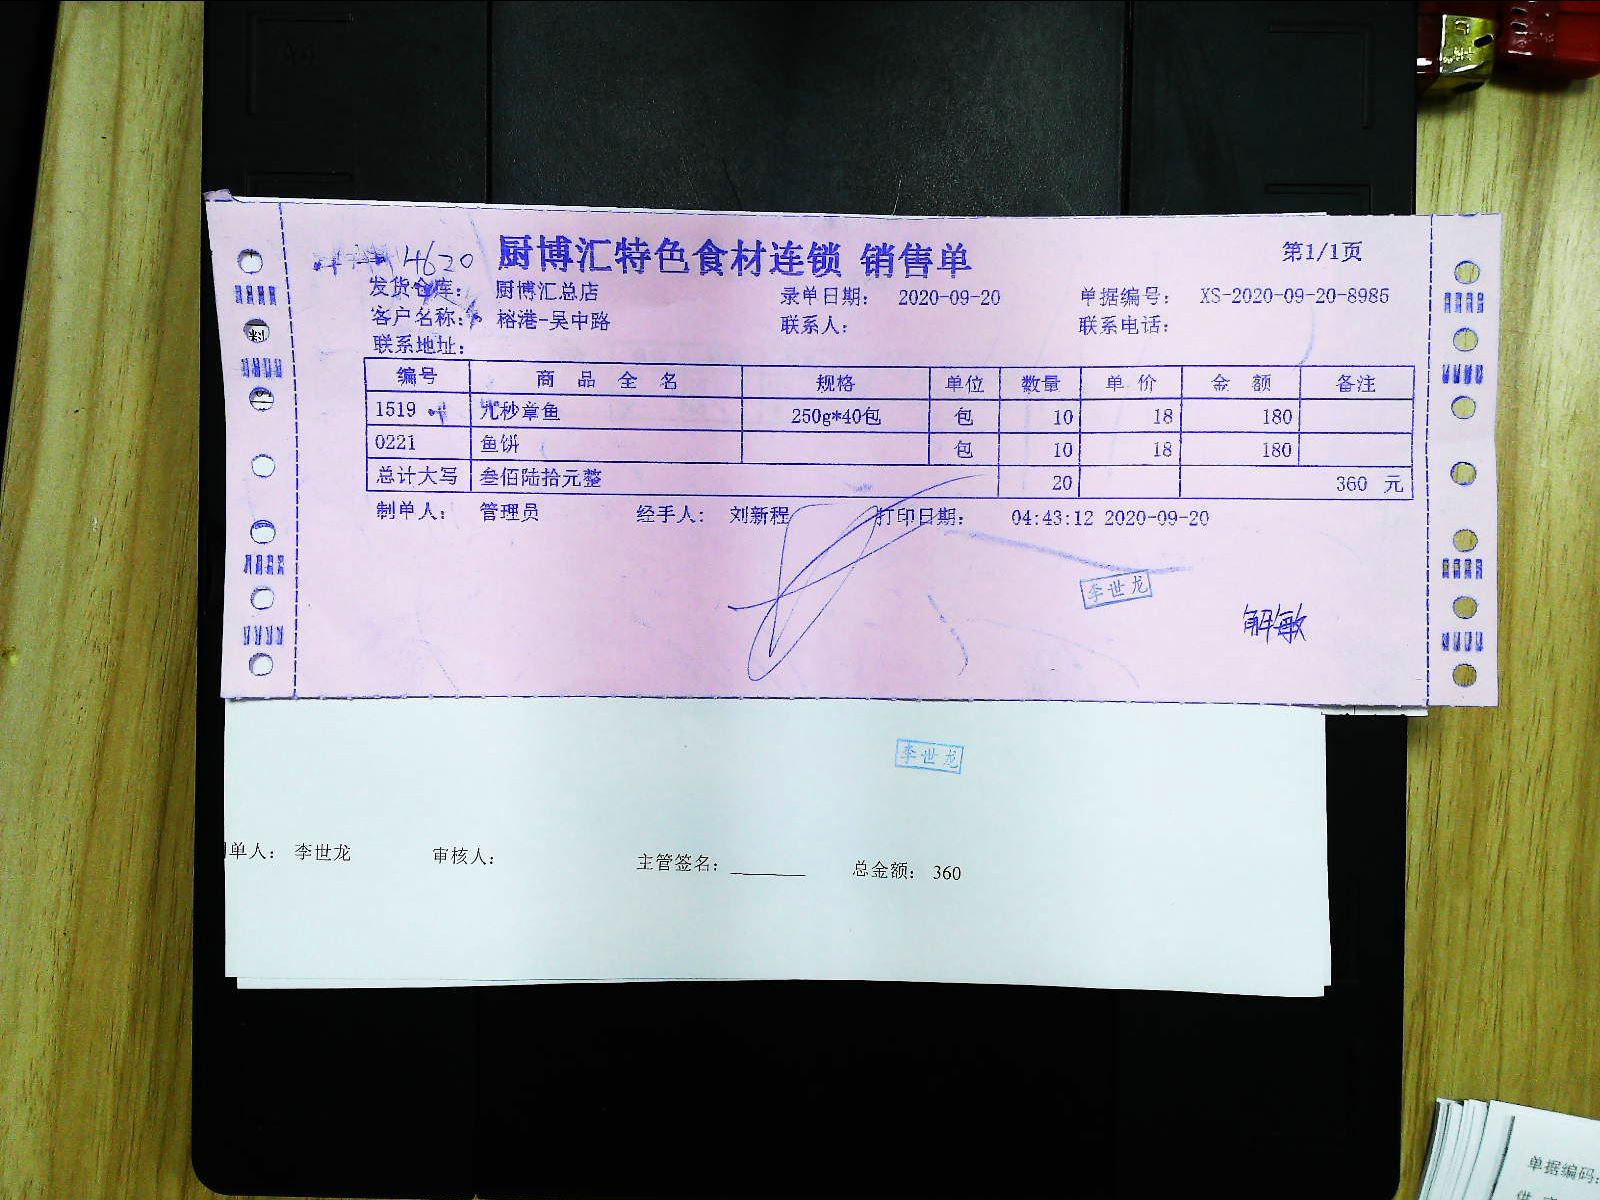 14620 厨博汇特色食材连锁 销售单 第1/1页
发货仓库： 厨博汇总店 录单日期： 2020-09-20 单据编号： XS-2020-09-20-8985
客户名称： 榕港-吴中路 联系人： 联系电话：
联系地址：
编号 商品全名 规格 单位 数量 单价 金额 备注
1519 九秒章鱼 250g*40包 包 10 18 180
0221 鱼饼 包 10 18 180
总计大写 叁佰陆拾元整 20 360 元
制单人： 管理员 经手人： 刘新程 打印日期： 04:43:12 2020-09-20
李世龙
解敏
李世龙
单人： 李世龙 审核人： 主管签名： 总金额： 360
料
单据编码：